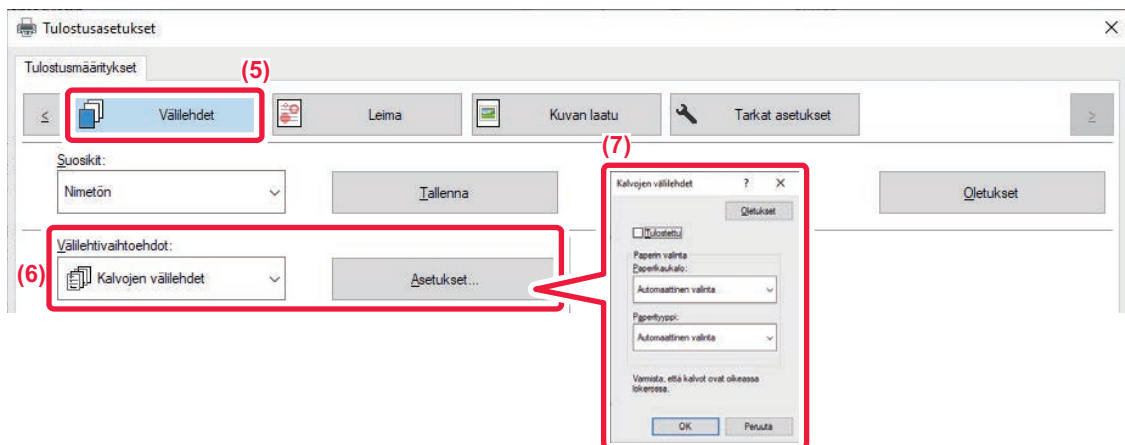 Tulostusasetukset
Tulostusmääritykset
(5)
≤ Välilehdet Leima Kuvan laatu Tarkat asetukset ≥
(7)
Suosikit:
Nimetön Tallenna Oletukset
(6)
Välilehtivaihtoehdot:
Kalvojen välilehdet Asetukset...
Kalvojen välilehdet ? ×
Oletukset
Tulostettu
Paperin valinta
Paperikaukalo:
Automaattinen valinta
Paperityyppi:
Automaattinen valinta
Varmista, että kalvot ovat oikeassa
lokerossa.
OK Peruuta